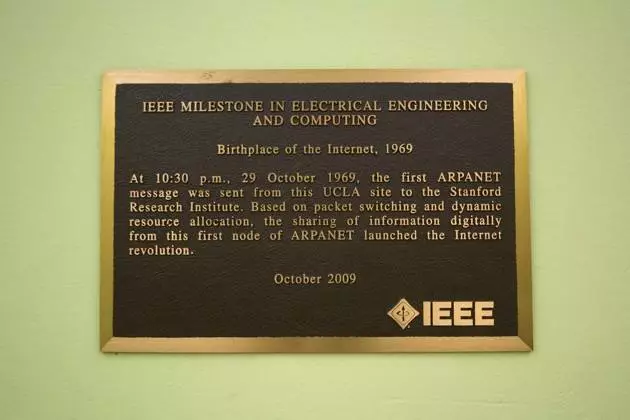 IEEE MILESTONE IN ELECTRICAL ENGINEERING
AND COMPUTING
Birthplace of the Internet, 1969
At 10:30 p.m., 29 October 1969, the first ARPANET
message was sent from this UCLA site to the Stanford
Research Institute. Based on packet switching and dynamic
resource allocation, the sharing of information digitally
from this first node of ARPANET launched the Internet
revolution.
October 2009
IEEE